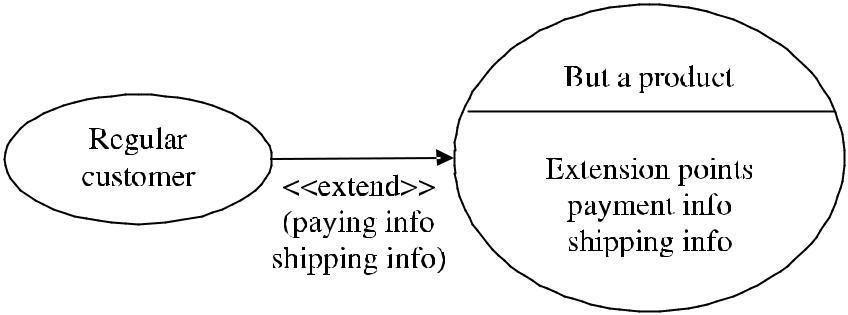 Regular
customer
<<extend>>
(paying info
shipping info)
But a product
Extension points
payment info
shipping info